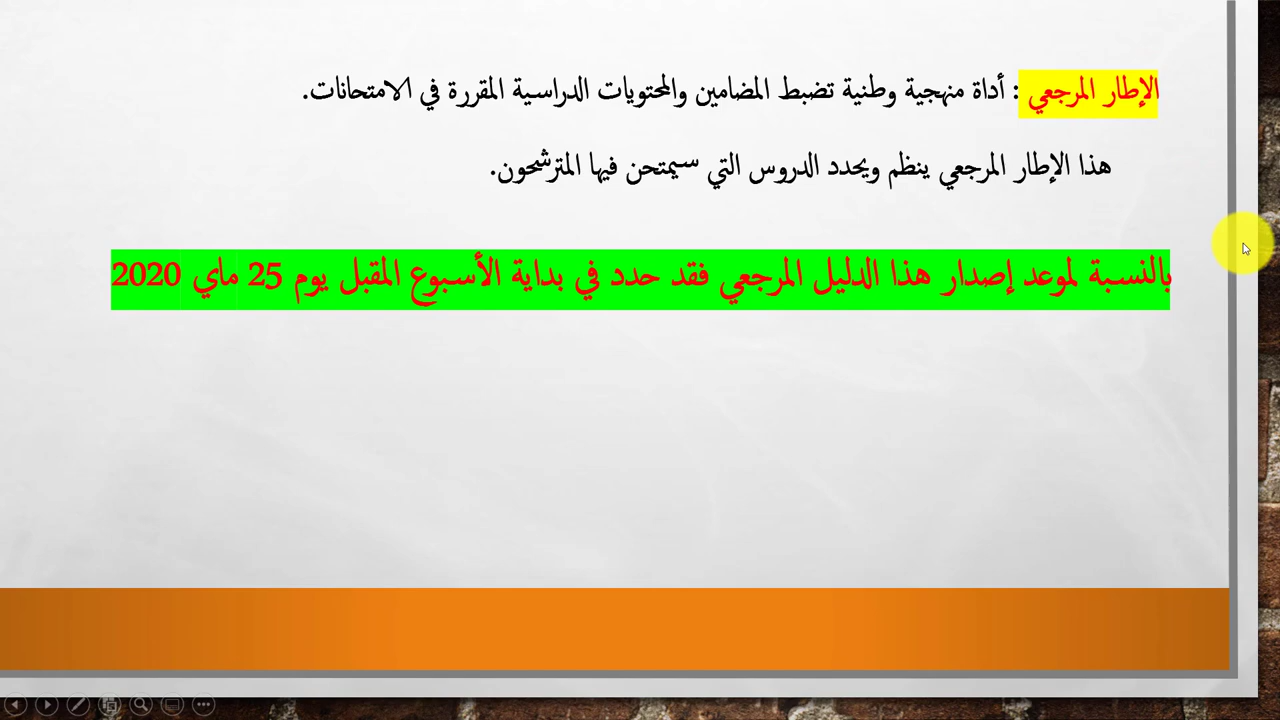 الإطار المرجعي : أداة منهجية وطنية تضبط المضامين والمحتويات الدراسية المقررة في الامتحانات.
هذا الإطار المرجعي ينظم ويحدد الدروس التي سيمتحن فيها المترشحون.
بالنسبة لموعد إصدار هذا الدليل المرجعي فقد حدد في بداية الأسبوع المقبل يوم 25 ماي 2020